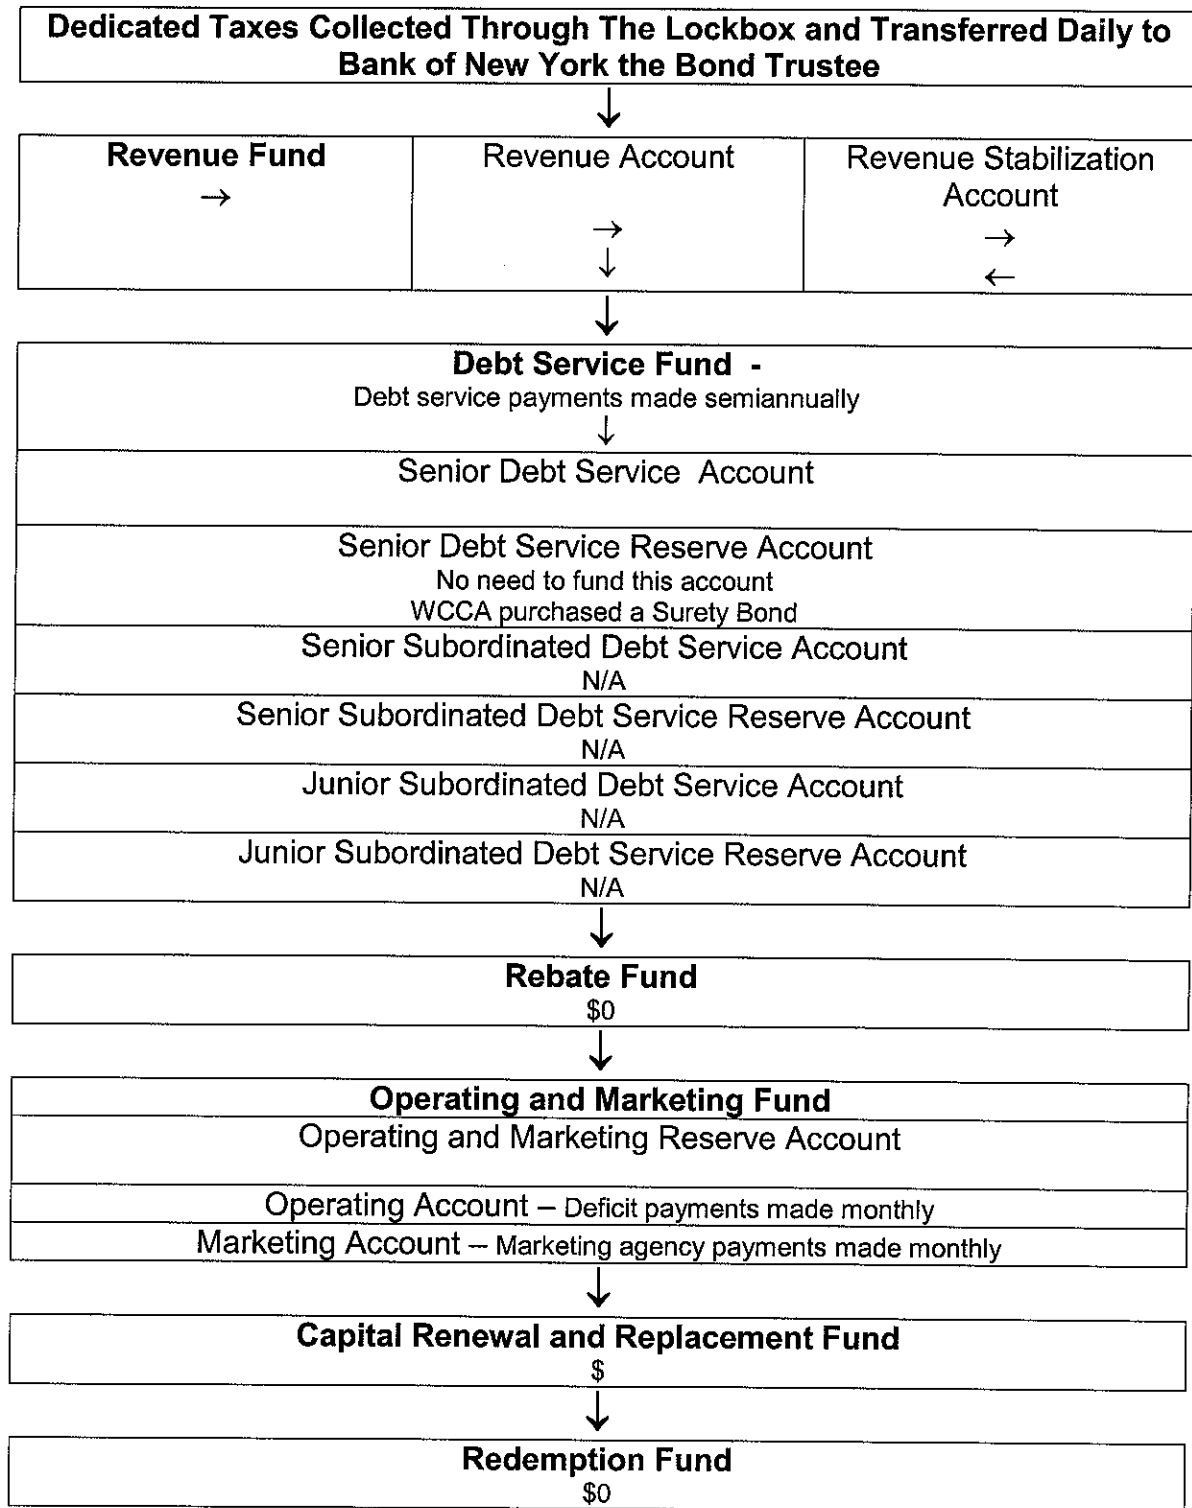 Dedicated Taxes Collected Through The Lockbox and Transferred Daily to
Bank of New York the Bond Trustee
↓
Revenue Fund
→
Revenue Account
→
↓
Revenue Stabilization
Account
→
←
↓
Debt Service Fund -
Debt service payments made semiannually
↓
Senior Debt Service Account
Senior Debt Service Reserve Account
No need to fund this account
WCCA purchased a Surety Bond
Senior Subordinated Debt Service Account
N/A
Senior Subordinated Debt Service Reserve Account
N/A
Junior Subordinated Debt Service Account
N/A
Junior Subordinated Debt Service Reserve Account
N/A
↓
Rebate Fund
$0
↓
Operating and Marketing Fund
Operating and Marketing Reserve Account
Operating Account – Deficit payments made monthly
Marketing Account – Marketing agency payments made monthly
↓
Capital Renewal and Replacement Fund
$
↓
Redemption Fund
$0